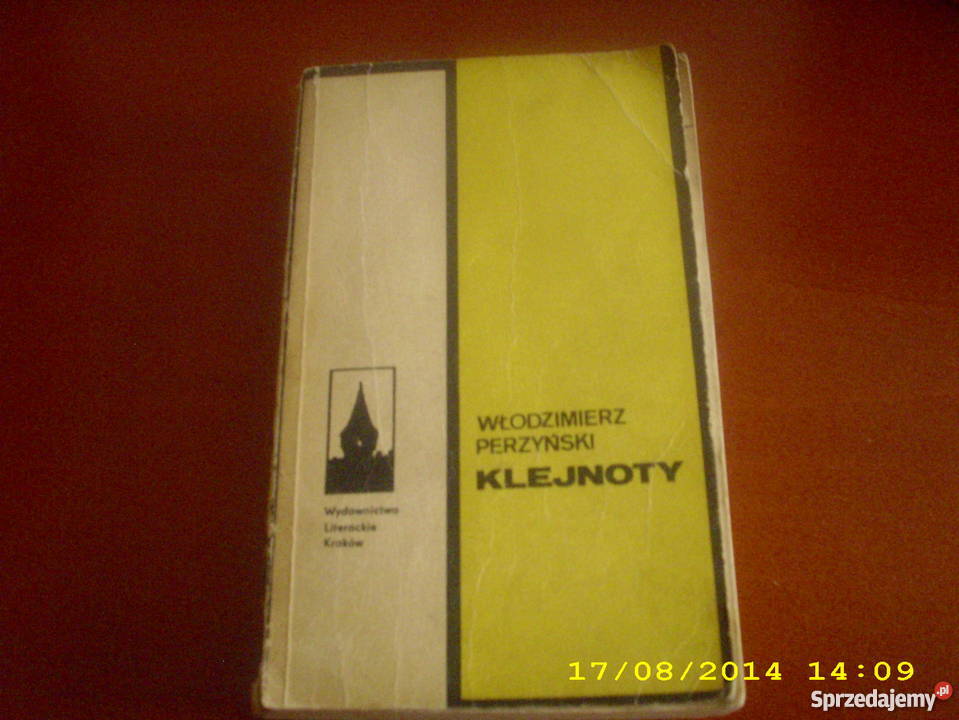 WŁODZIMIERZ
PERZYŃSKI
KLEJNOTY
Wydawnictwo
Literackie
Kraków
17/08/2014 14:09
Sprzedajemy.pl